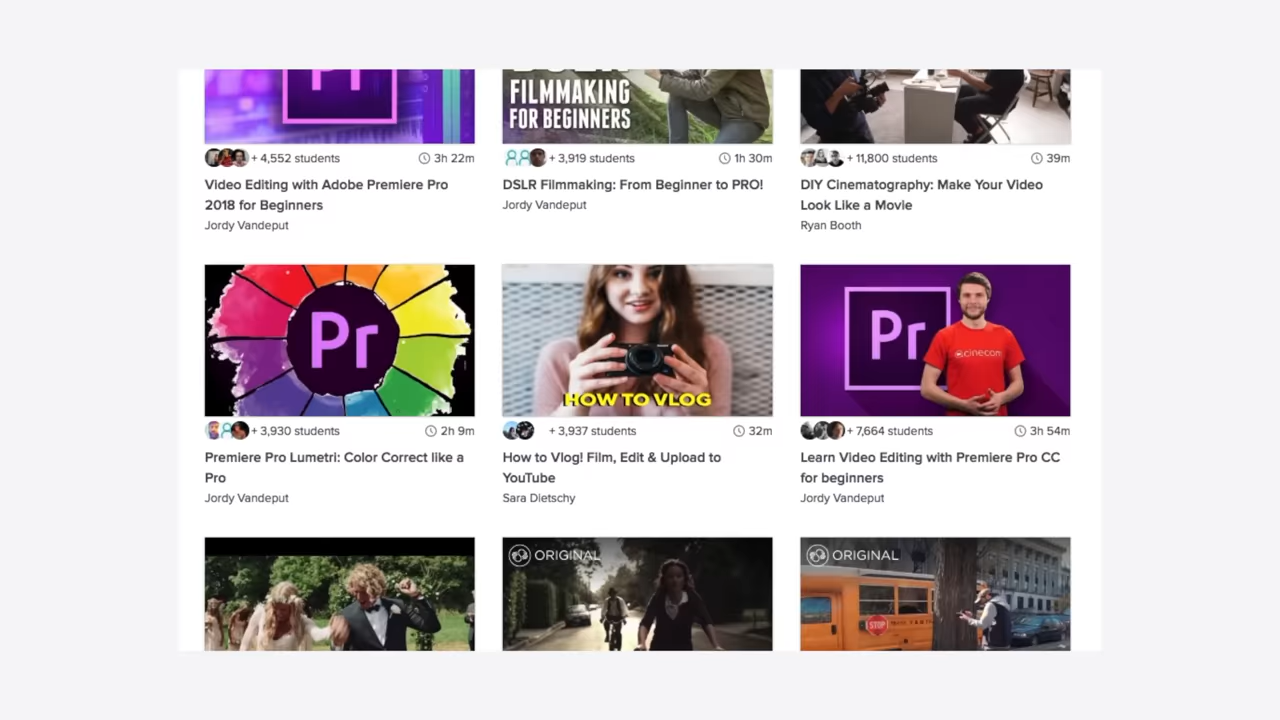 FILMMAKING
FOR BEGINNERS
+ 4,552 students
3h 22m
+ 3,919 students
1h 30m
+ 11,800 students
39m
Video Editing with Adobe Premiere Pro
2018 for Beginners
Jordy Vandeput
DSLR Filmmaking: From Beginner to PRO!
Jordy Vandeput
DIY Cinematography: Make Your Video
Look Like a Movie
Ryan Booth
Pr
HOW TO VLOG
Pr
cinecom
+ 3,930 students
2h 9m
+ 3,937 students
32m
+ 7,664 students
3h 54m
Premiere Pro Lumetri: Color Correct like a
Pro
Jordy Vandeput
How to Vlog! Film, Edit & Upload to
YouTube
Sara Dietschy
Learn Video Editing with Premiere Pro CC
for beginners
Jordy Vandeput
ORIGINAL
ORIGINAL
STOP